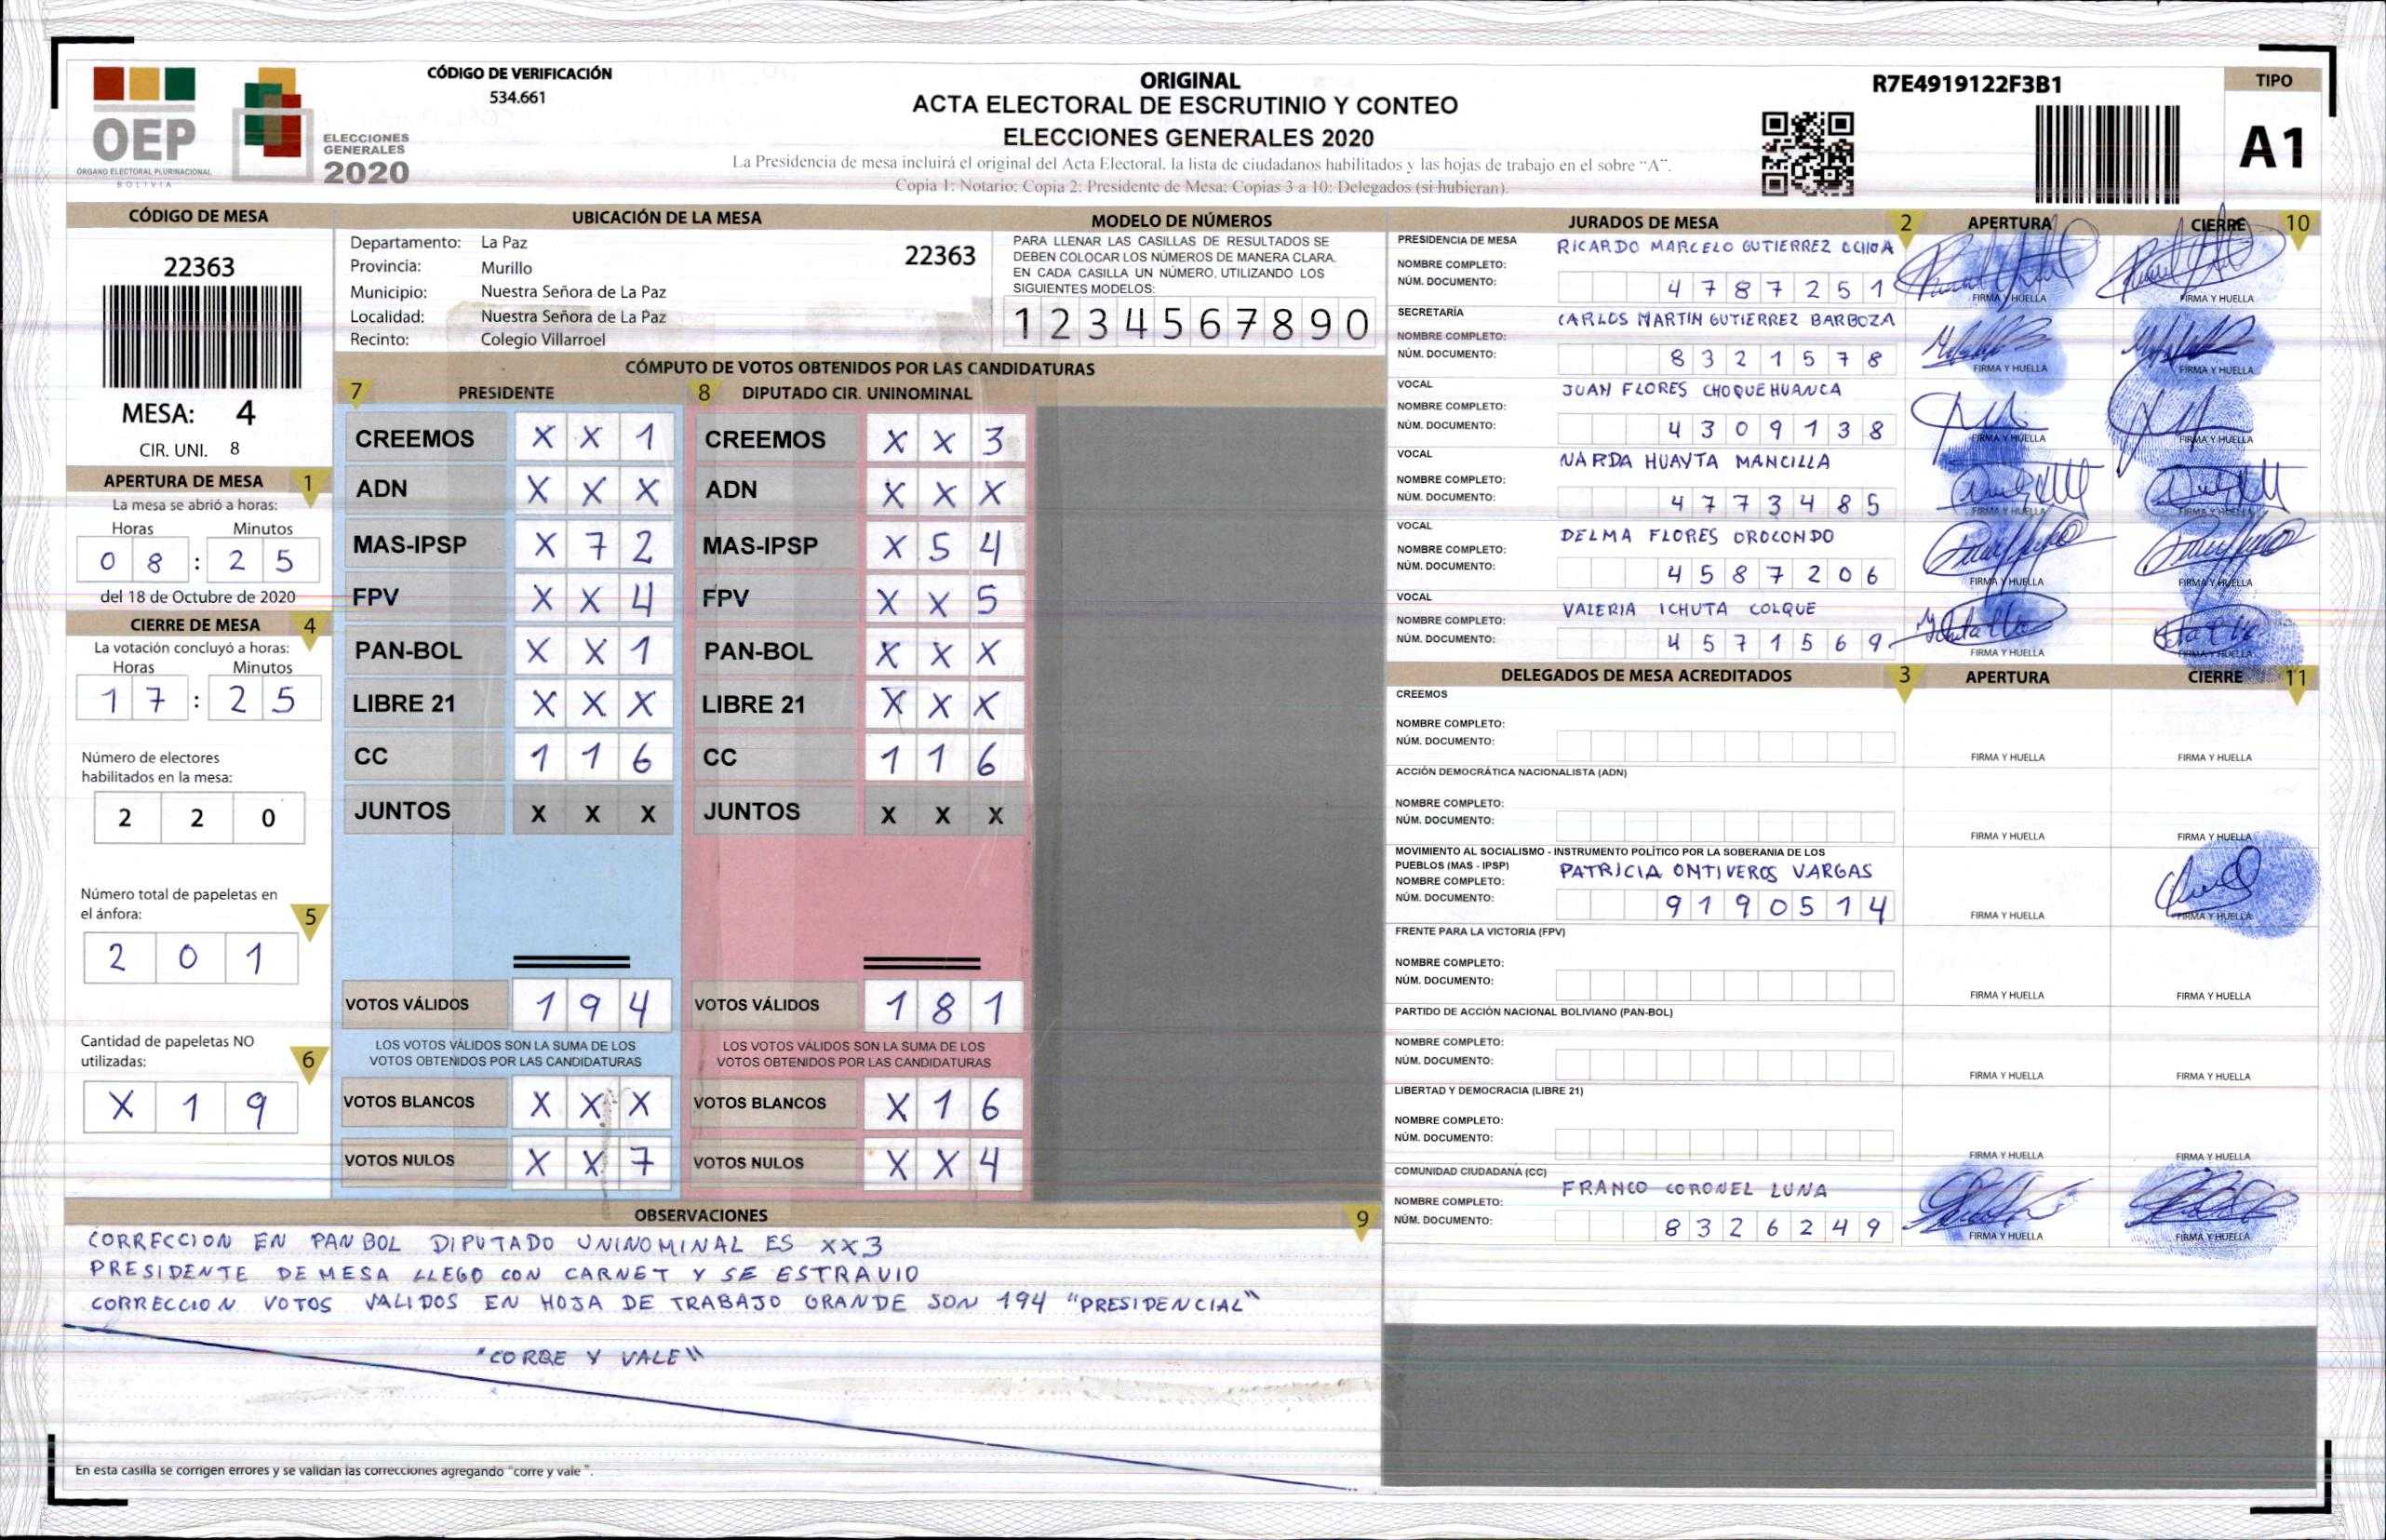 CÓDIGO DE VERIFICACIÓN
534.661
OEP
ÓRGANO ELECTORAL PLURINACIONAL
BOLIVIA
ELECCIONES
GENERALES
2020
ORIGINAL
ACTA ELECTORAL DE ESCRUTINIO Y CONTEO
ELECCIONES GENERALES 2020
La Presidencia de mesa incluirá el original del Acta Electoral, la lista de ciudadanos habilitados y las hojas de trabajo en el sobre “A”.
Copia 1: Notario; Copia 2: Presidente de Mesa; Copias 3 a 10: Delegados (si hubieran).
R7E4919122F3B1
TIPO
A1
CÓDIGO DE MESA
22363
MESA: 4
CIR. UNI. 8
APERTURA DE MESA 1
La mesa se abrió a horas:
Horas Minutos
0 8 : 2 5
del 18 de Octubre de 2020
CIERRE DE MESA 4
La votación concluyó a horas:
Horas Minutos
1 7 : 2 5
Número de electores
habilitados en la mesa:
2 2 0
Número total de papeletas en
el ánfora: 5
2 0 1
Cantidad de papeletas NO
utilizadas: 6
X 1 9
UBICACIÓN DE LA MESA
Departamento: La Paz 22363
Provincia: Murillo
Municipio: Nuestra Señora de La Paz
Localidad: Nuestra Señora de La Paz
Recinto: Colegio Villarroel
MODELO DE NÚMEROS
PARA LLENAR LAS CASILLAS DE RESULTADOS SE
DEBEN COLOCAR LOS NÚMEROS DE MANERA CLARA.
EN CADA CASILLA UN NÚMERO, UTILIZANDO LOS
SIGUIENTES MODELOS:
1 2 3 4 5 6 7 8 9 0
CÓMPUTO DE VOTOS OBTENIDOS POR LAS CANDIDATURAS
7 PRESIDENTE 8 DIPUTADO CIR. UNINOMINAL
CREEMOS X X 1 CREEMOS X X 3
ADN X X X ADN X X X
MAS-IPSP X 7 2 MAS-IPSP X 5 4
FPV X X 4 FPV X X 5
PAN-BOL X X 1 PAN-BOL X X X
LIBRE 21 X X X LIBRE 21 X X X
CC 1 1 6 CC 1 1 6
JUNTOS X X X JUNTOS X X X
VOTOS VÁLIDOS 1 9 4 VOTOS VÁLIDOS 1 8 1
LOS VOTOS VÁLIDOS SON LA SUMA DE LOS LOS VOTOS VÁLIDOS SON LA SUMA DE LOS
VOTOS OBTENIDOS POR LAS CANDIDATURAS VOTOS OBTENIDOS POR LAS CANDIDATURAS
VOTOS BLANCOS X X X VOTOS BLANCOS X 1 6
VOTOS NULOS X X 7 VOTOS NULOS X X 4
OBSERVACIONES 9
CORRECCION EN PAN BOL DIPUTADO UNINOMINAL ES XX3
PRESIDENTE DE MESA LLEGO CON CARNET Y SE ESTRAVIO
CORRECCION VOTOS VALIDOS EN HOJA DE TRABAJO GRANDE SON 194 "PRESIDENCIAL"
"CORRE Y VALE"
En esta casilla se corrigen errores y se validan las correcciones agregando "corre y vale".
JURADOS DE MESA 2 APERTURA CIERRE 10
PRESIDENCIA DE MESA RICARDO MARCELO GUTIERREZ OCHOA
NOMBRE COMPLETO:
NÚM. DOCUMENTO: 4 7 8 7 2 5 1 FIRMA Y HUELLA FIRMA Y HUELLA
SECRETARÍA CARLOS MARTIN GUTIERREZ BARBOZA
NOMBRE COMPLETO:
NÚM. DOCUMENTO: 8 3 2 1 5 7 8 FIRMA Y HUELLA FIRMA Y HUELLA
VOCAL JUAN FLORES CHOQUEHUANCA
NOMBRE COMPLETO:
NÚM. DOCUMENTO: 4 3 0 9 1 3 8 FIRMA Y HUELLA FIRMA Y HUELLA
VOCAL NARDA HUAYTA MANCILLA
NOMBRE COMPLETO:
NÚM. DOCUMENTO: 4 7 7 3 4 8 5 FIRMA Y HUELLA FIRMA Y HUELLA
VOCAL DELMA FLORES OROCONDO
NOMBRE COMPLETO:
NÚM. DOCUMENTO: 4 5 8 7 2 0 6 FIRMA Y HUELLA FIRMA Y HUELLA
VOCAL VALERIA ICHUTA COLQUE
NOMBRE COMPLETO:
NÚM. DOCUMENTO: 4 5 7 1 5 6 9 FIRMA Y HUELLA FIRMA Y HUELLA
DELEGADOS DE MESA ACREDITADOS 3 APERTURA CIERRE 11
CREEMOS
NOMBRE COMPLETO:
NÚM. DOCUMENTO: FIRMA Y HUELLA FIRMA Y HUELLA
ACCIÓN DEMOCRÁTICA NACIONALISTA (ADN)
NOMBRE COMPLETO:
NÚM. DOCUMENTO: FIRMA Y HUELLA FIRMA Y HUELLA
MOVIMIENTO AL SOCIALISMO - INSTRUMENTO POLÍTICO POR LA SOBERANIA DE LOS
PUEBLOS (MAS - IPSP) PATRICIA ONTIVEROS VARGAS
NOMBRE COMPLETO:
NÚM. DOCUMENTO: 9 1 9 0 5 1 4 FIRMA Y HUELLA FIRMA Y HUELLA
FRENTE PARA LA VICTORIA (FPV)
NOMBRE COMPLETO:
NÚM. DOCUMENTO: FIRMA Y HUELLA FIRMA Y HUELLA
PARTIDO DE ACCIÓN NACIONAL BOLIVIANO (PAN-BOL)
NOMBRE COMPLETO:
NÚM. DOCUMENTO: FIRMA Y HUELLA FIRMA Y HUELLA
LIBERTAD Y DEMOCRACIA (LIBRE 21)
NOMBRE COMPLETO:
NÚM. DOCUMENTO: FIRMA Y HUELLA FIRMA Y HUELLA
COMUNIDAD CIUDADANA (CC) FRANCO CORONEL LUNA
NOMBRE COMPLETO:
NÚM. DOCUMENTO: 8 3 2 6 2 4 9 FIRMA Y HUELLA FIRMA Y HUELLA